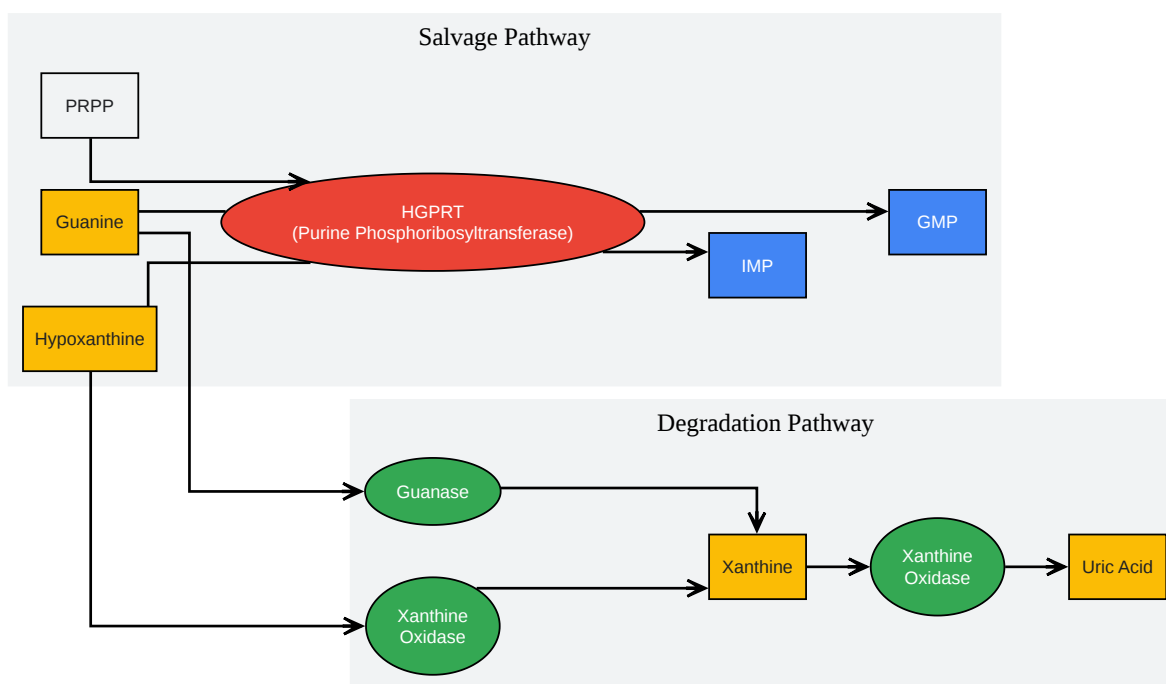 Salvage Pathway
PRPP
Guanine
HGPRT
(Purine Phosphoribosyltransferase)
GMP
IMP
Hypoxanthine
Degradation Pathway
Guanase
Xanthine
Xanthine
Oxidase
Uric Acid
Xanthine
Oxidase